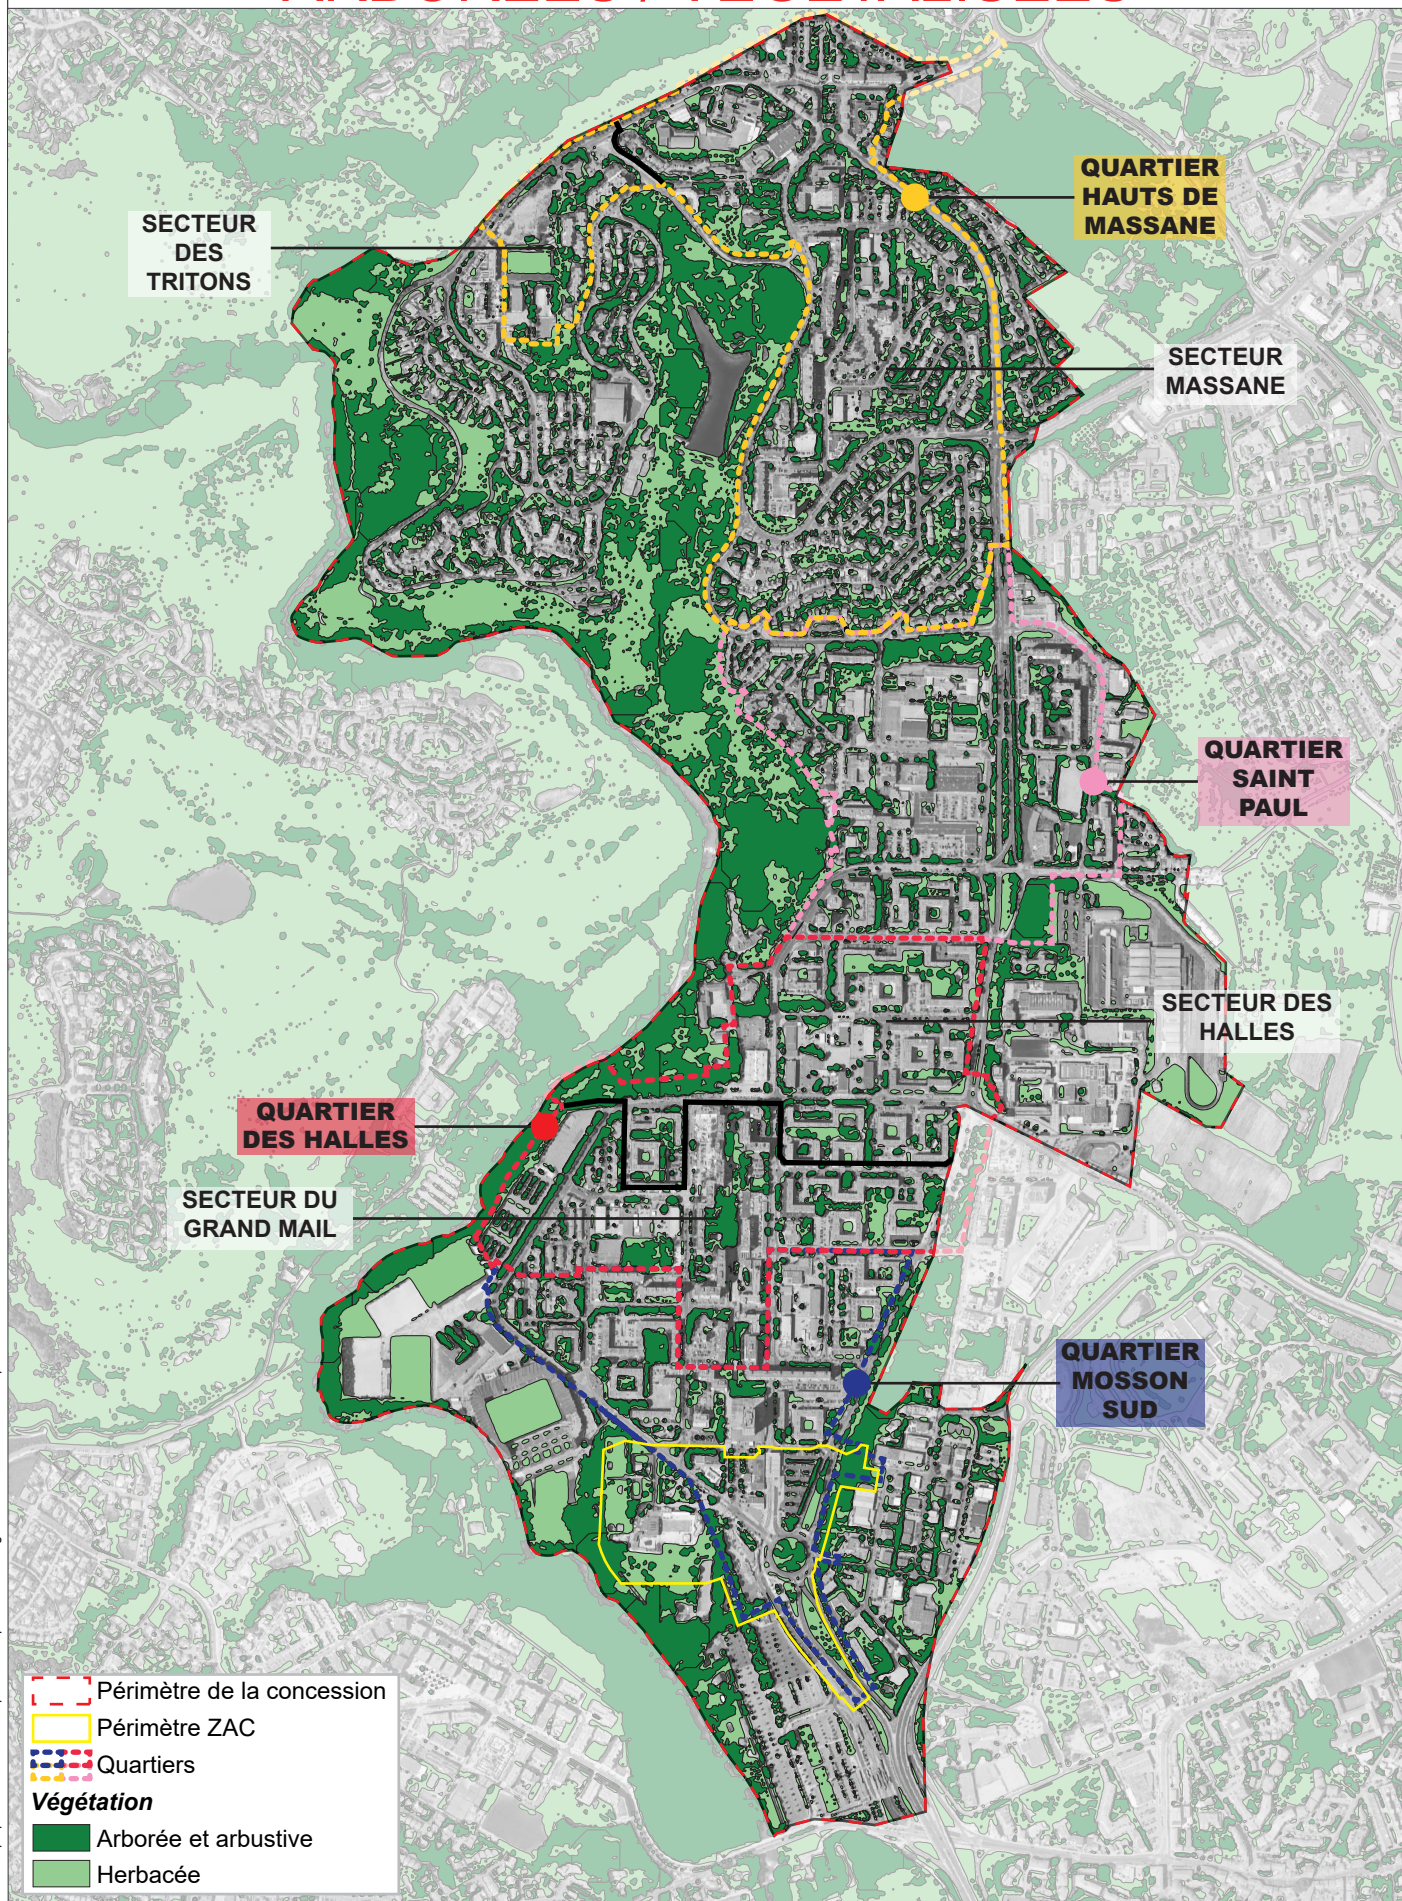 QUARTIER
HAUTS DE
MASSANE
SECTEUR
DES
TRITONS
SECTEUR
MASSANE
QUARTIER
SAINT
PAUL
SECTEUR DES
HALLES
QUARTIER
DES HALLES
SECTEUR DU
GRAND MAIL
QUARTIER
MOSSON
SUD
Périmètre de la concession
Périmètre ZAC
Quartiers
Végétation
Arborée et arbustive
Herbacée